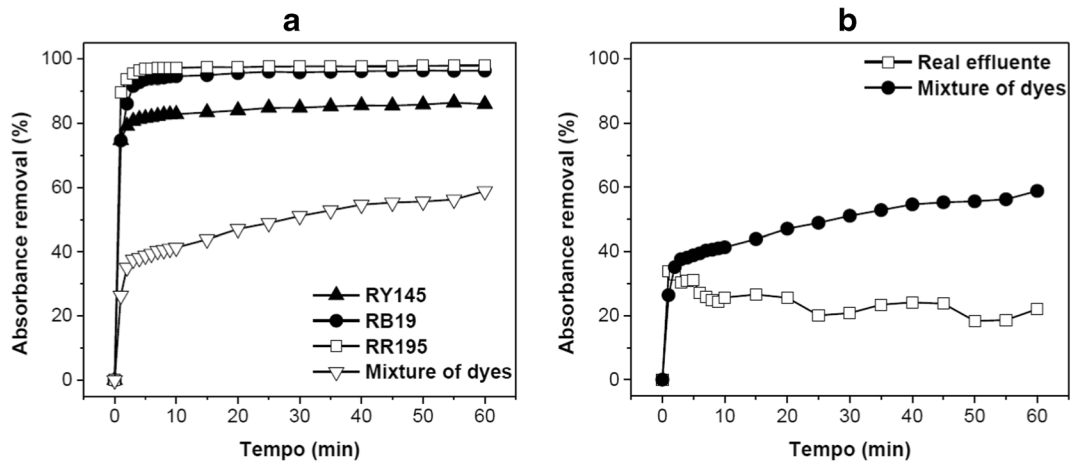 a
100
80
60
40
20
0
Absorbance removal (%)
RY145
RB19
RR195
Mixture of dyes
0 10 20 30 40 50 60
Tempo (min)
b
100
80
60
40
20
0
Absorbance removal (%)
Real effluente
Mixture of dyes
0 10 20 30 40 50 60
Tempo (min)